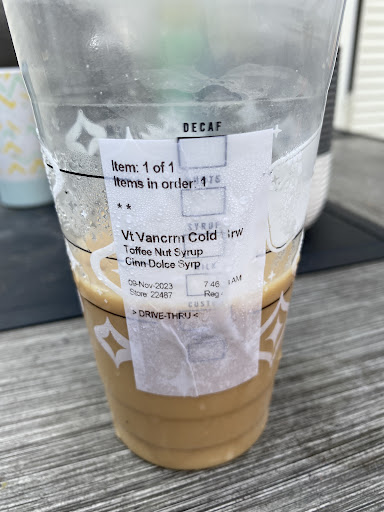 DECAF
Item: 1 of 1
Items in order: 1
* *
Vt Vancrm Cold Brw
Toffee Nut Syrup
Cinn Dolce Syrp
09-Nov-2023 7:46 AM
Store: 22467 Reg
> DRIVE-THRU <